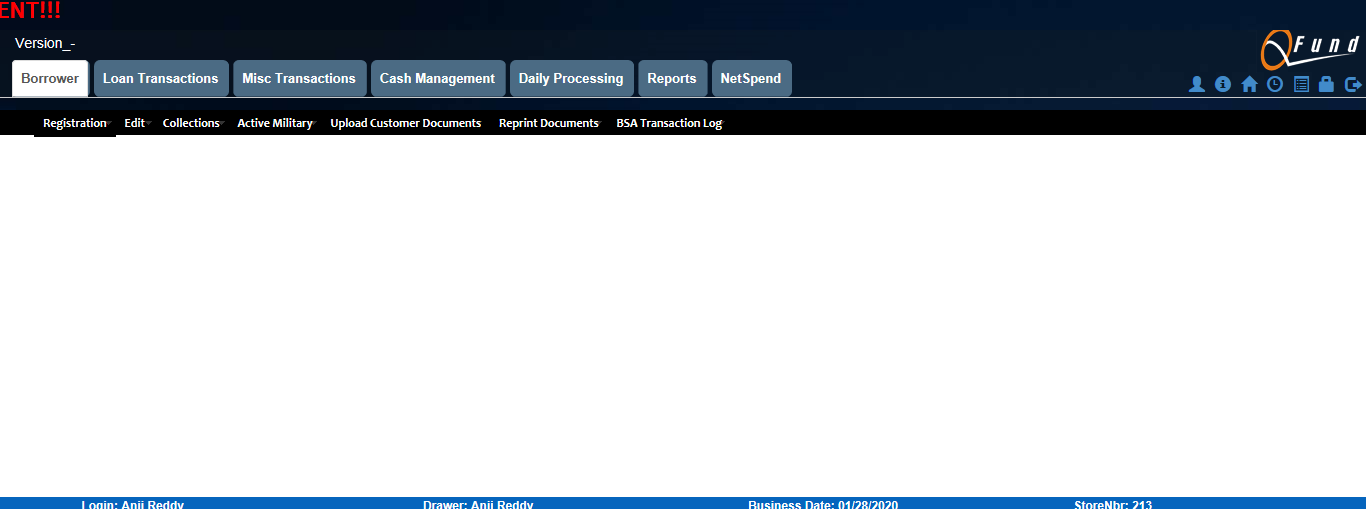 ENT!!!
Version_-
Fund
Borrower Loan Transactions Misc Transactions Cash Management Daily Processing Reports NetSpend
Registration Edit Collections Active Military Upload Customer Documents Reprint Documents BSA Transaction Log
Login: Anji Reddy Drawer: Anji Reddy Business Date: 01/28/2020 StoreNbr: 213